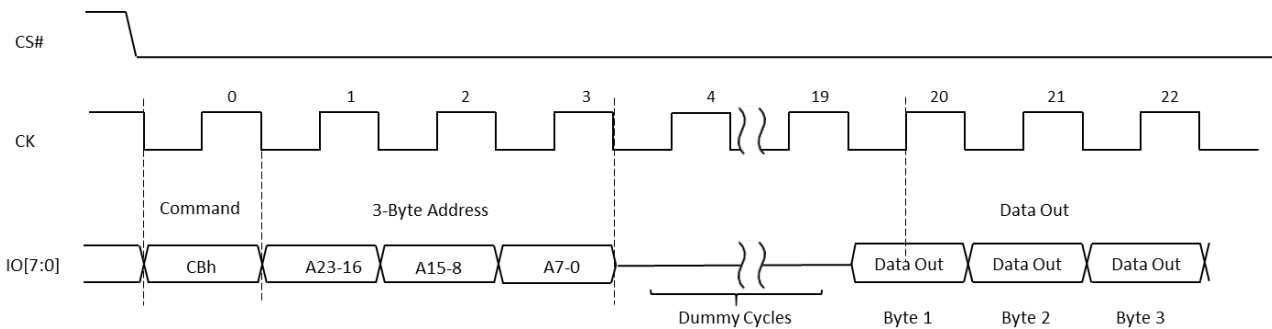 CS#
0 1 2 3 4 19 20 21 22
CK
Command 3-Byte Address Data Out
IO[7:0] CBh A23-16 A15-8 A7-0 Data Out Data Out Data Out
Dummy Cycles Byte 1 Byte 2 Byte 3